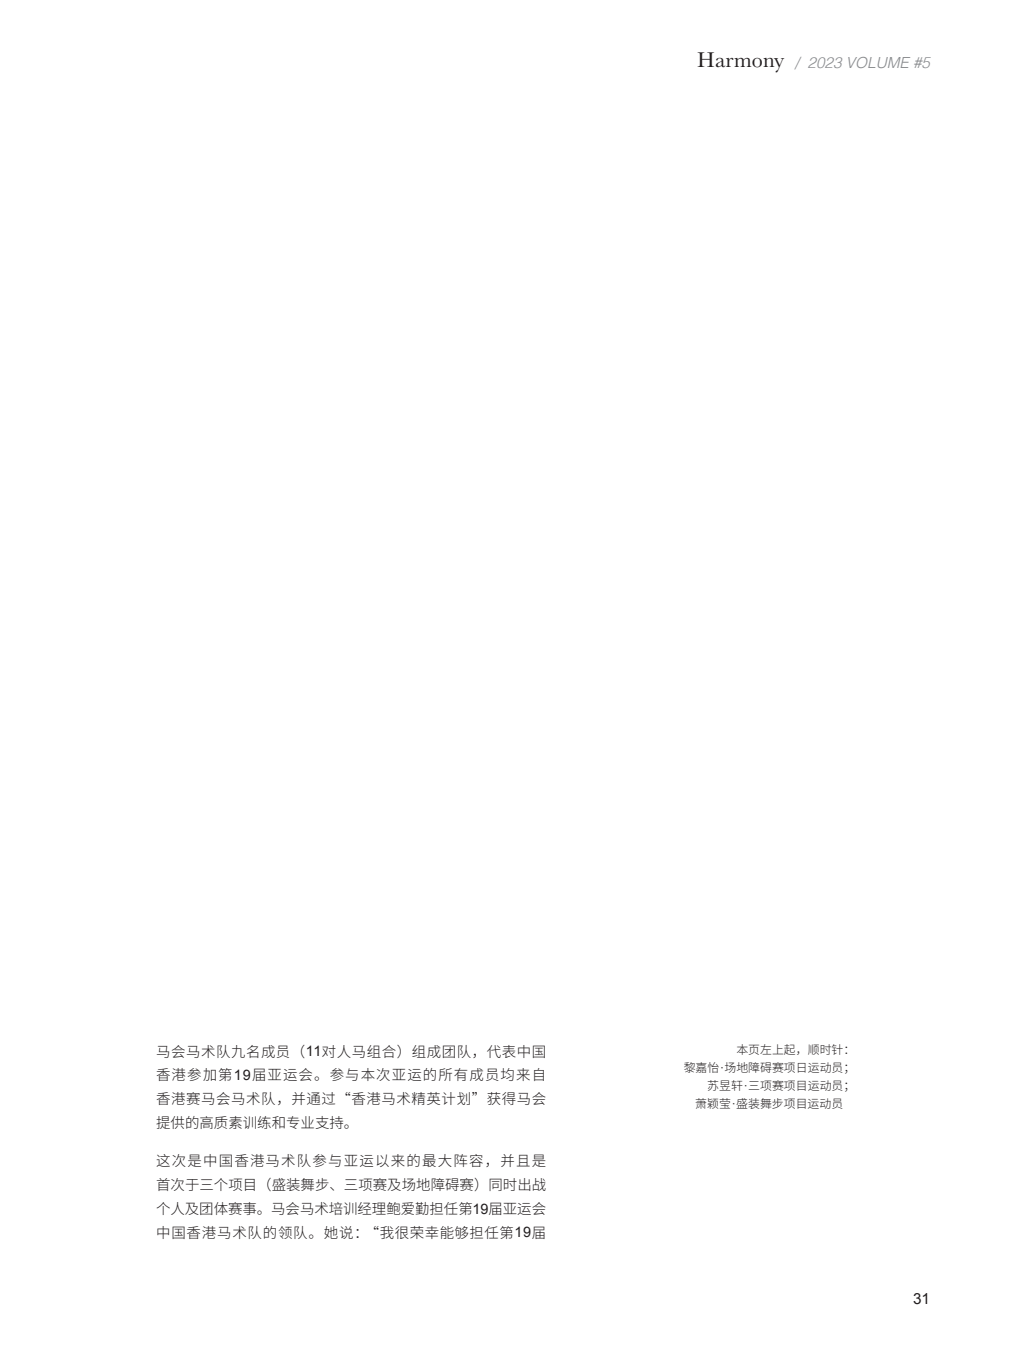 Harmony / 2023 VOLUME #5
马会马术队九名成员（11对人马组合）组成团队，代表中国
香港参加第19届亚运会。参与本次亚运的所有成员均来自
香港赛马会马术队，并通过“香港马术精英计划”获得马会
提供的高质素训练和专业支持。
这次是中国香港马术队参与亚运以来的最大阵容，并且是
首次于三个项目（盛装舞步、三项赛及场地障碍赛）同时出战
个人及团体赛事。马会马术培训经理鲍爱勤担任第19届亚运会
中国香港马术队的领队。她说：“我很荣幸能够担任第19届
本页左上起，顺时针：
黎嘉怡·场地障碍赛项日运动员；
苏昱轩·三项赛项目运动员；
萧颖莹·盛装舞步项目运动员
31